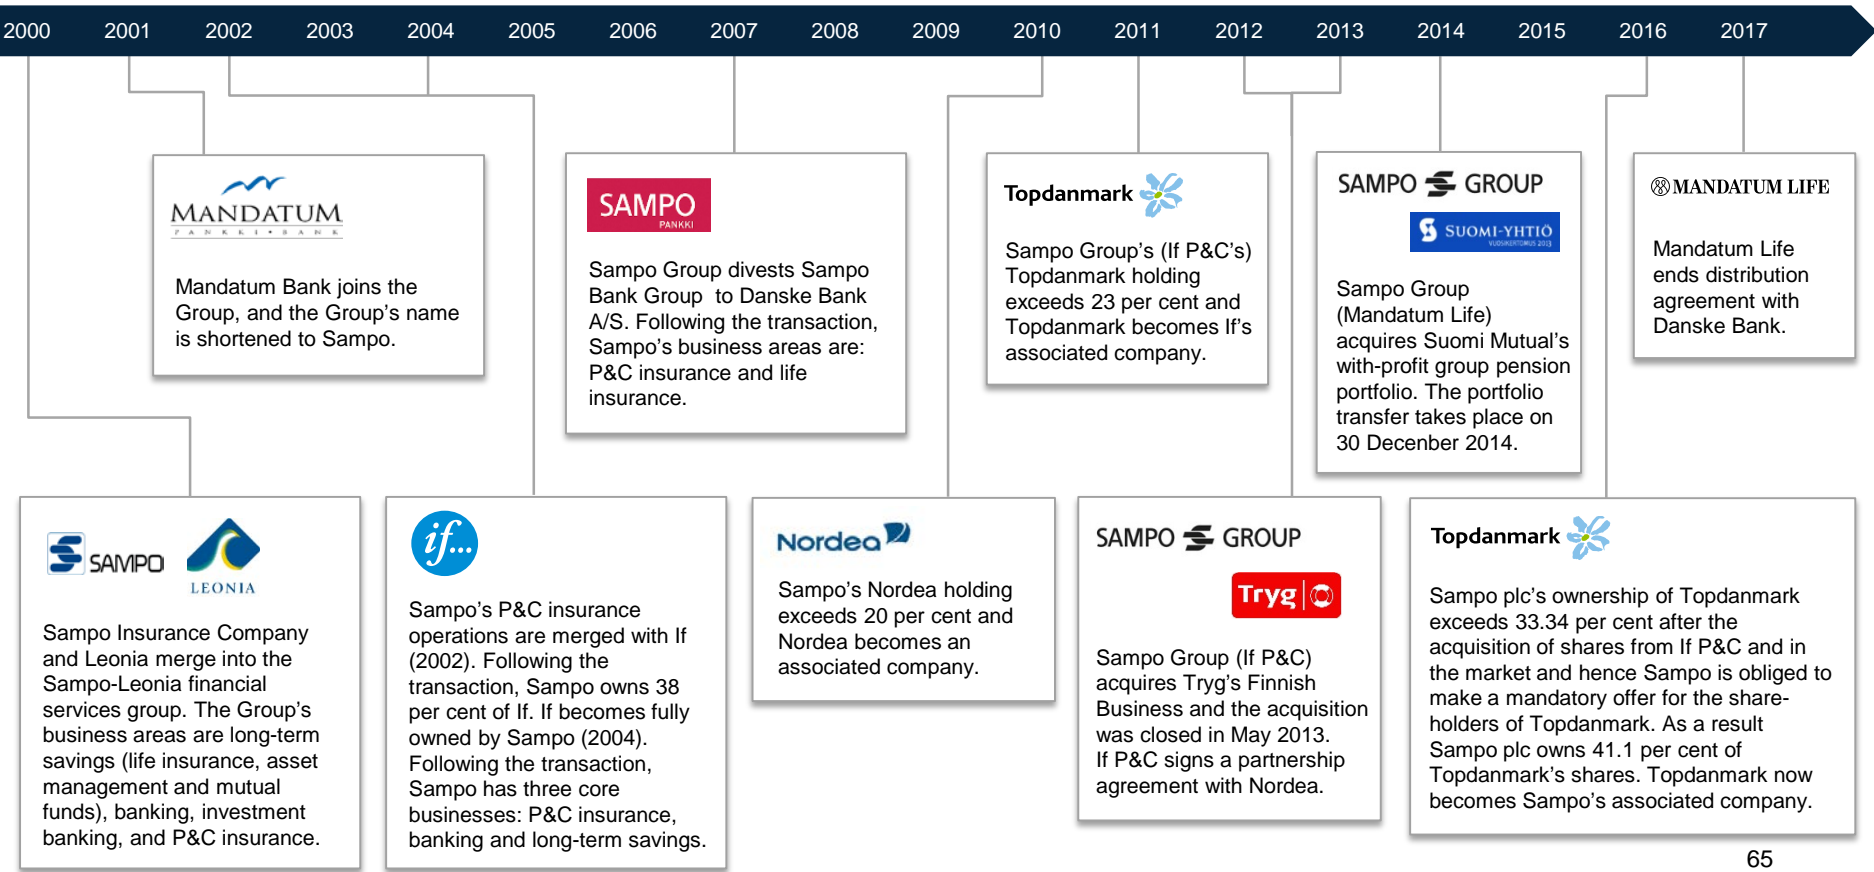 2000 2001 2002 2003 2004 2005 2006 2007 2008 2009 2010 2011 2012 2013 2014 2015 2016 2017
MANDATUM
PANKKI • BANK
Mandatum Bank joins the
Group, and the Group's name
is shortened to Sampo.
SAMPO
PANKKI
Sampo Group divests Sampo
Bank Group to Danske Bank
A/S. Following the transaction,
Sampo's business areas are:
P&C insurance and life
insurance.
Topdanmark
Sampo Group's (If P&C's)
Topdanmark holding
exceeds 23 per cent and
Topdanmark becomes If's
associated company.
SAMPO GROUP
SUOMI-YHTIÖ
VUOSIKERTOMUS 2013
Sampo Group
(Mandatum Life)
acquires Suomi Mutual's
with-profit group pension
portfolio. The portfolio
transfer takes place on
30 Decenber 2014.
MANDATUM LIFE
Mandatum Life
ends distribution
agreement with
Danske Bank.
SAMPO
LEONIA
Sampo Insurance Company
and Leonia merge into the
Sampo-Leonia financial
services group. The Group's
business areas are long-term
savings (life insurance, asset
management and mutual
funds), banking, investment
banking, and P&C insurance.
if...
Sampo's P&C insurance
operations are merged with If
(2002). Following the
transaction, Sampo owns 38
per cent of If. If becomes fully
owned by Sampo (2004).
Following the transaction,
Sampo has three core
businesses: P&C insurance,
banking and long-term savings.
Nordea
Sampo's Nordea holding
exceeds 20 per cent and
Nordea becomes an
associated company.
SAMPO GROUP
Tryg
Sampo Group (If P&C)
acquires Tryg's Finnish
Business and the acquisition
was closed in May 2013.
If P&C signs a partnership
agreement with Nordea.
Topdanmark
Sampo plc's ownership of Topdanmark
exceeds 33.34 per cent after the
acquisition of shares from If P&C and in
the market and hence Sampo is obliged to
make a mandatory offer for the share-
holders of Topdanmark. As a result
Sampo plc owns 41.1 per cent of
Topdanmark's shares. Topdanmark now
becomes Sampo's associated company.
65